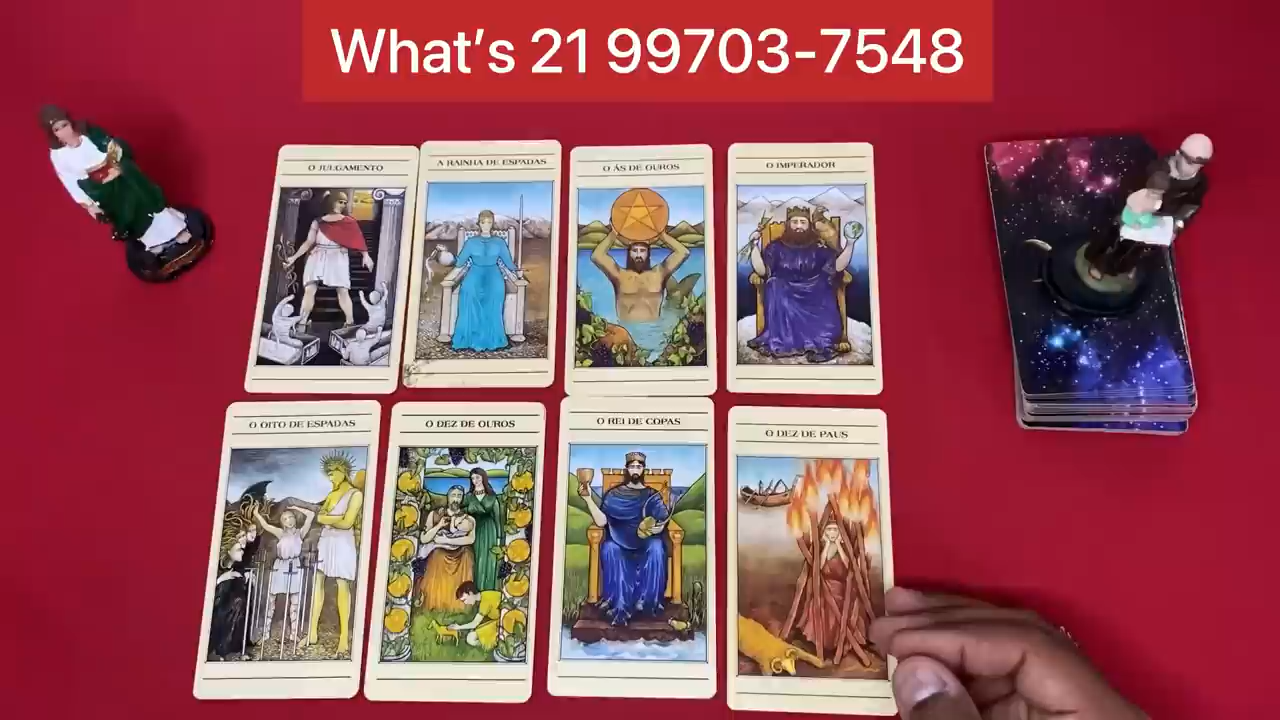 What's 21 99703-7548
O JULGAMENTO
A RAINHA DE ESPADAS
O ÁS DE OUROS
O IMPERADOR
O OITO DE ESPADAS
O DEZ DE OUROS
O REI DE COPAS
O DEZ DE PAUS